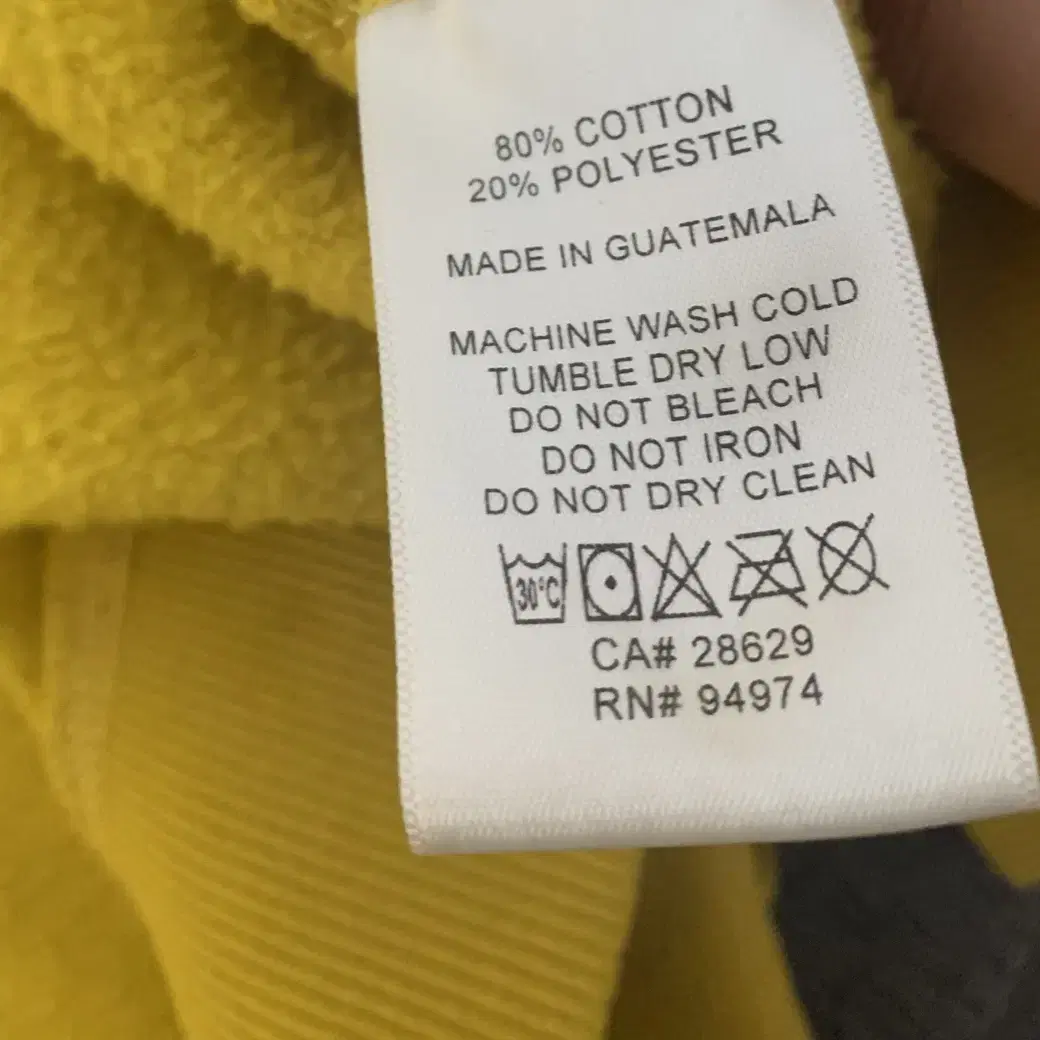 80% COTTON
20% POLYESTER
MADE IN GUATEMALA
MACHINE WASH COLD
TUMBLE DRY LOW
DO NOT BLEACH
DO NOT IRON
DO NOT DRY CLEAN
30°C
CA# 28629
RN# 94974